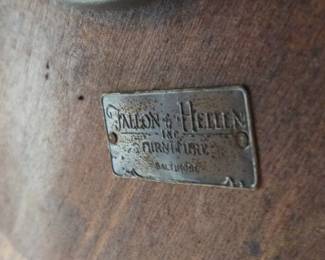 FALLON & HELLEN
INC
FURNITURE
BALTIMORE